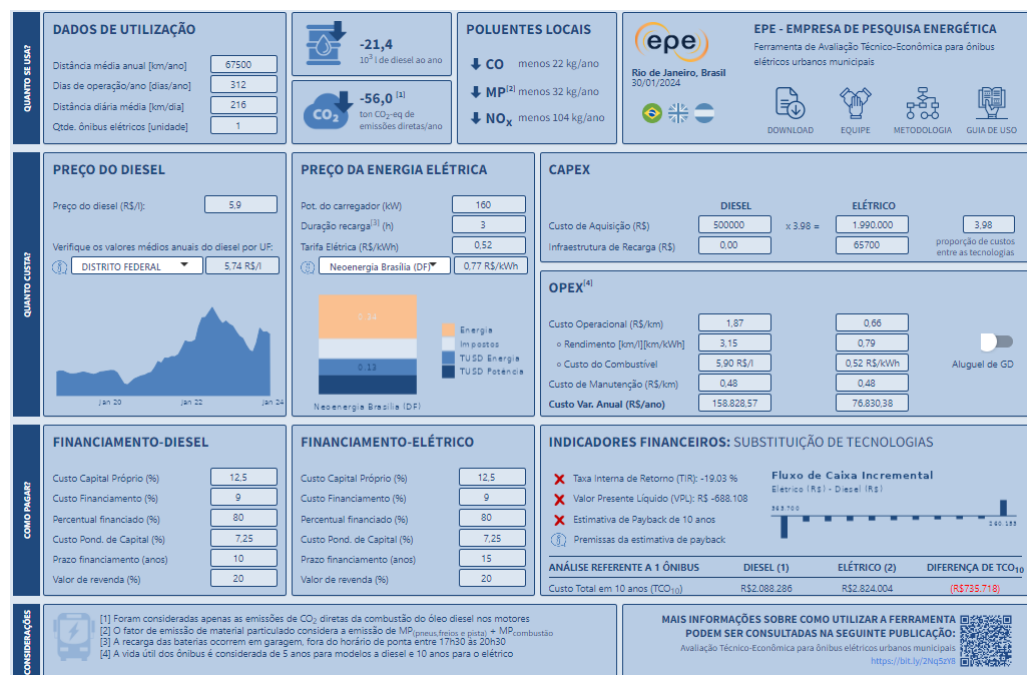 QUANTO SE USA?
DADOS DE UTILIZAÇÃO
Distância média anual [km/ano] 67500
Dias de operação/ano [dias/ano] 312
Distância diária média [km/dia] 216
Qtde. ônibus elétricos [unidade] 1
-21,4
10³ l de diesel ao ano
CO₂
-56,0 [1]
ton CO₂-eq de
emissões diretas/ano
POLUENTES LOCAIS
CO menos 22 kg/ano
MP[2] menos 32 kg/ano
NOx menos 104 kg/ano
epe
Rio de Janeiro, Brasil
30/01/2024
EPE - EMPRESA DE PESQUISA ENERGÉTICA
Ferramenta de Avaliação Técnico-Econômica para ônibus
elétricos urbanos municipais
DOWNLOAD EQUIPE METODOLOGIA GUIA DE USO
QUANTO CUSTA?
PREÇO DO DIESEL
Preço do diesel (R$/l): 5,9
Verifique os valores médios anuais do diesel por UF:
DISTRITO FEDERAL 5,74 R$/l
Jan 20 Jan 22 Jan 24
PREÇO DA ENERGIA ELÉTRICA
Pot. do carregador (kW) 160
Duração recarga(3) (h) 3
Tarifa Elétrica (R$/kWh) 0,52
Neoenergia Brasília (DF) 0,77 R$/kWh
0.34
0.13
Energia
Impostos
TUSD Energia
TUSD Potência
Neoenergia Brasília (DF)
CAPEX
DIESEL ELÉTRICO
Custo de Aquisição (R$) 500000 x 3.98 = 1.990.000 3,98
Infraestrutura de Recarga (R$) 0,00 65700
proporção de custos
entre as tecnologias
OPEX(4)
Custo Operacional (R$/km) 1,87 0,66
Rendimento [km/l][km/kWh] 3,15 0,79
Custo do Combustível 5,90 R$/l 0,52 R$/kWh
Custo de Manutenção (R$/km) 0,48 0,48
Custo Var. Anual (R$/ano) 158.828,57 76.830,38
Aluguel de GD
COMO PAGAR?
FINANCIAMENTO-DIESEL
Custo Capital Próprio (%) 12,5
Custo Financiamento (%) 9
Percentual financiado (%) 80
Custo Pond. de Capital (%) 7,25
Prazo financiamento (anos) 10
Valor de revenda (%) 20
FINANCIAMENTO-ELÉTRICO
Custo Capital Próprio (%) 12,5
Custo Financiamento (%) 9
Percentual financiado (%) 80
Custo Pond. de Capital (%) 7,25
Prazo financiamento (anos) 15
Valor de revenda (%) 20
INDICADORES FINANCEIROS: SUBSTITUIÇÃO DE TECNOLOGIAS
Taxa Interna de Retorno (TIR): -19.03 %
Valor Presente Líquido (VPL): R$ -688.108
Estimativa de Payback de 10 anos
Premissas da estimativa de payback
Fluxo de Caixa Incremental
Elétrico (R$) - Diesel (R$)
ANÁLISE REFERENTE A 1 ÔNIBUS DIESEL (1) ELÉTRICO (2) DIFERENÇA DE TCO₁₀
Custo Total em 10 anos (TCO₁₀) R$2.088.286 R$2.824.004 (R$735.718)
CONSIDERAÇÕES
[1] Foram consideradas apenas as emissões de CO₂ diretas da combustão do óleo diesel nos motores
[2] O fator de emissão de material particulado considera a emissão de MP(pneus,freios e pista) + MPcombustão
[3] A recarga das baterias ocorrem em garagem, fora do horário de ponta entre 17h30 às 20h30
[4] A vida útil dos ônibus é considerada de 5 anos para modelos a diesel e 10 anos para o elétrico
MAIS INFORMAÇÕES SOBRE COMO UTILIZAR A FERRAMENTA
PODEM SER CONSULTADAS NA SEGUINTE PUBLICAÇÃO:
Avaliação Técnico-Econômica para ônibus elétricos urbanos municipais
https://bit.ly/2Nq5zY8